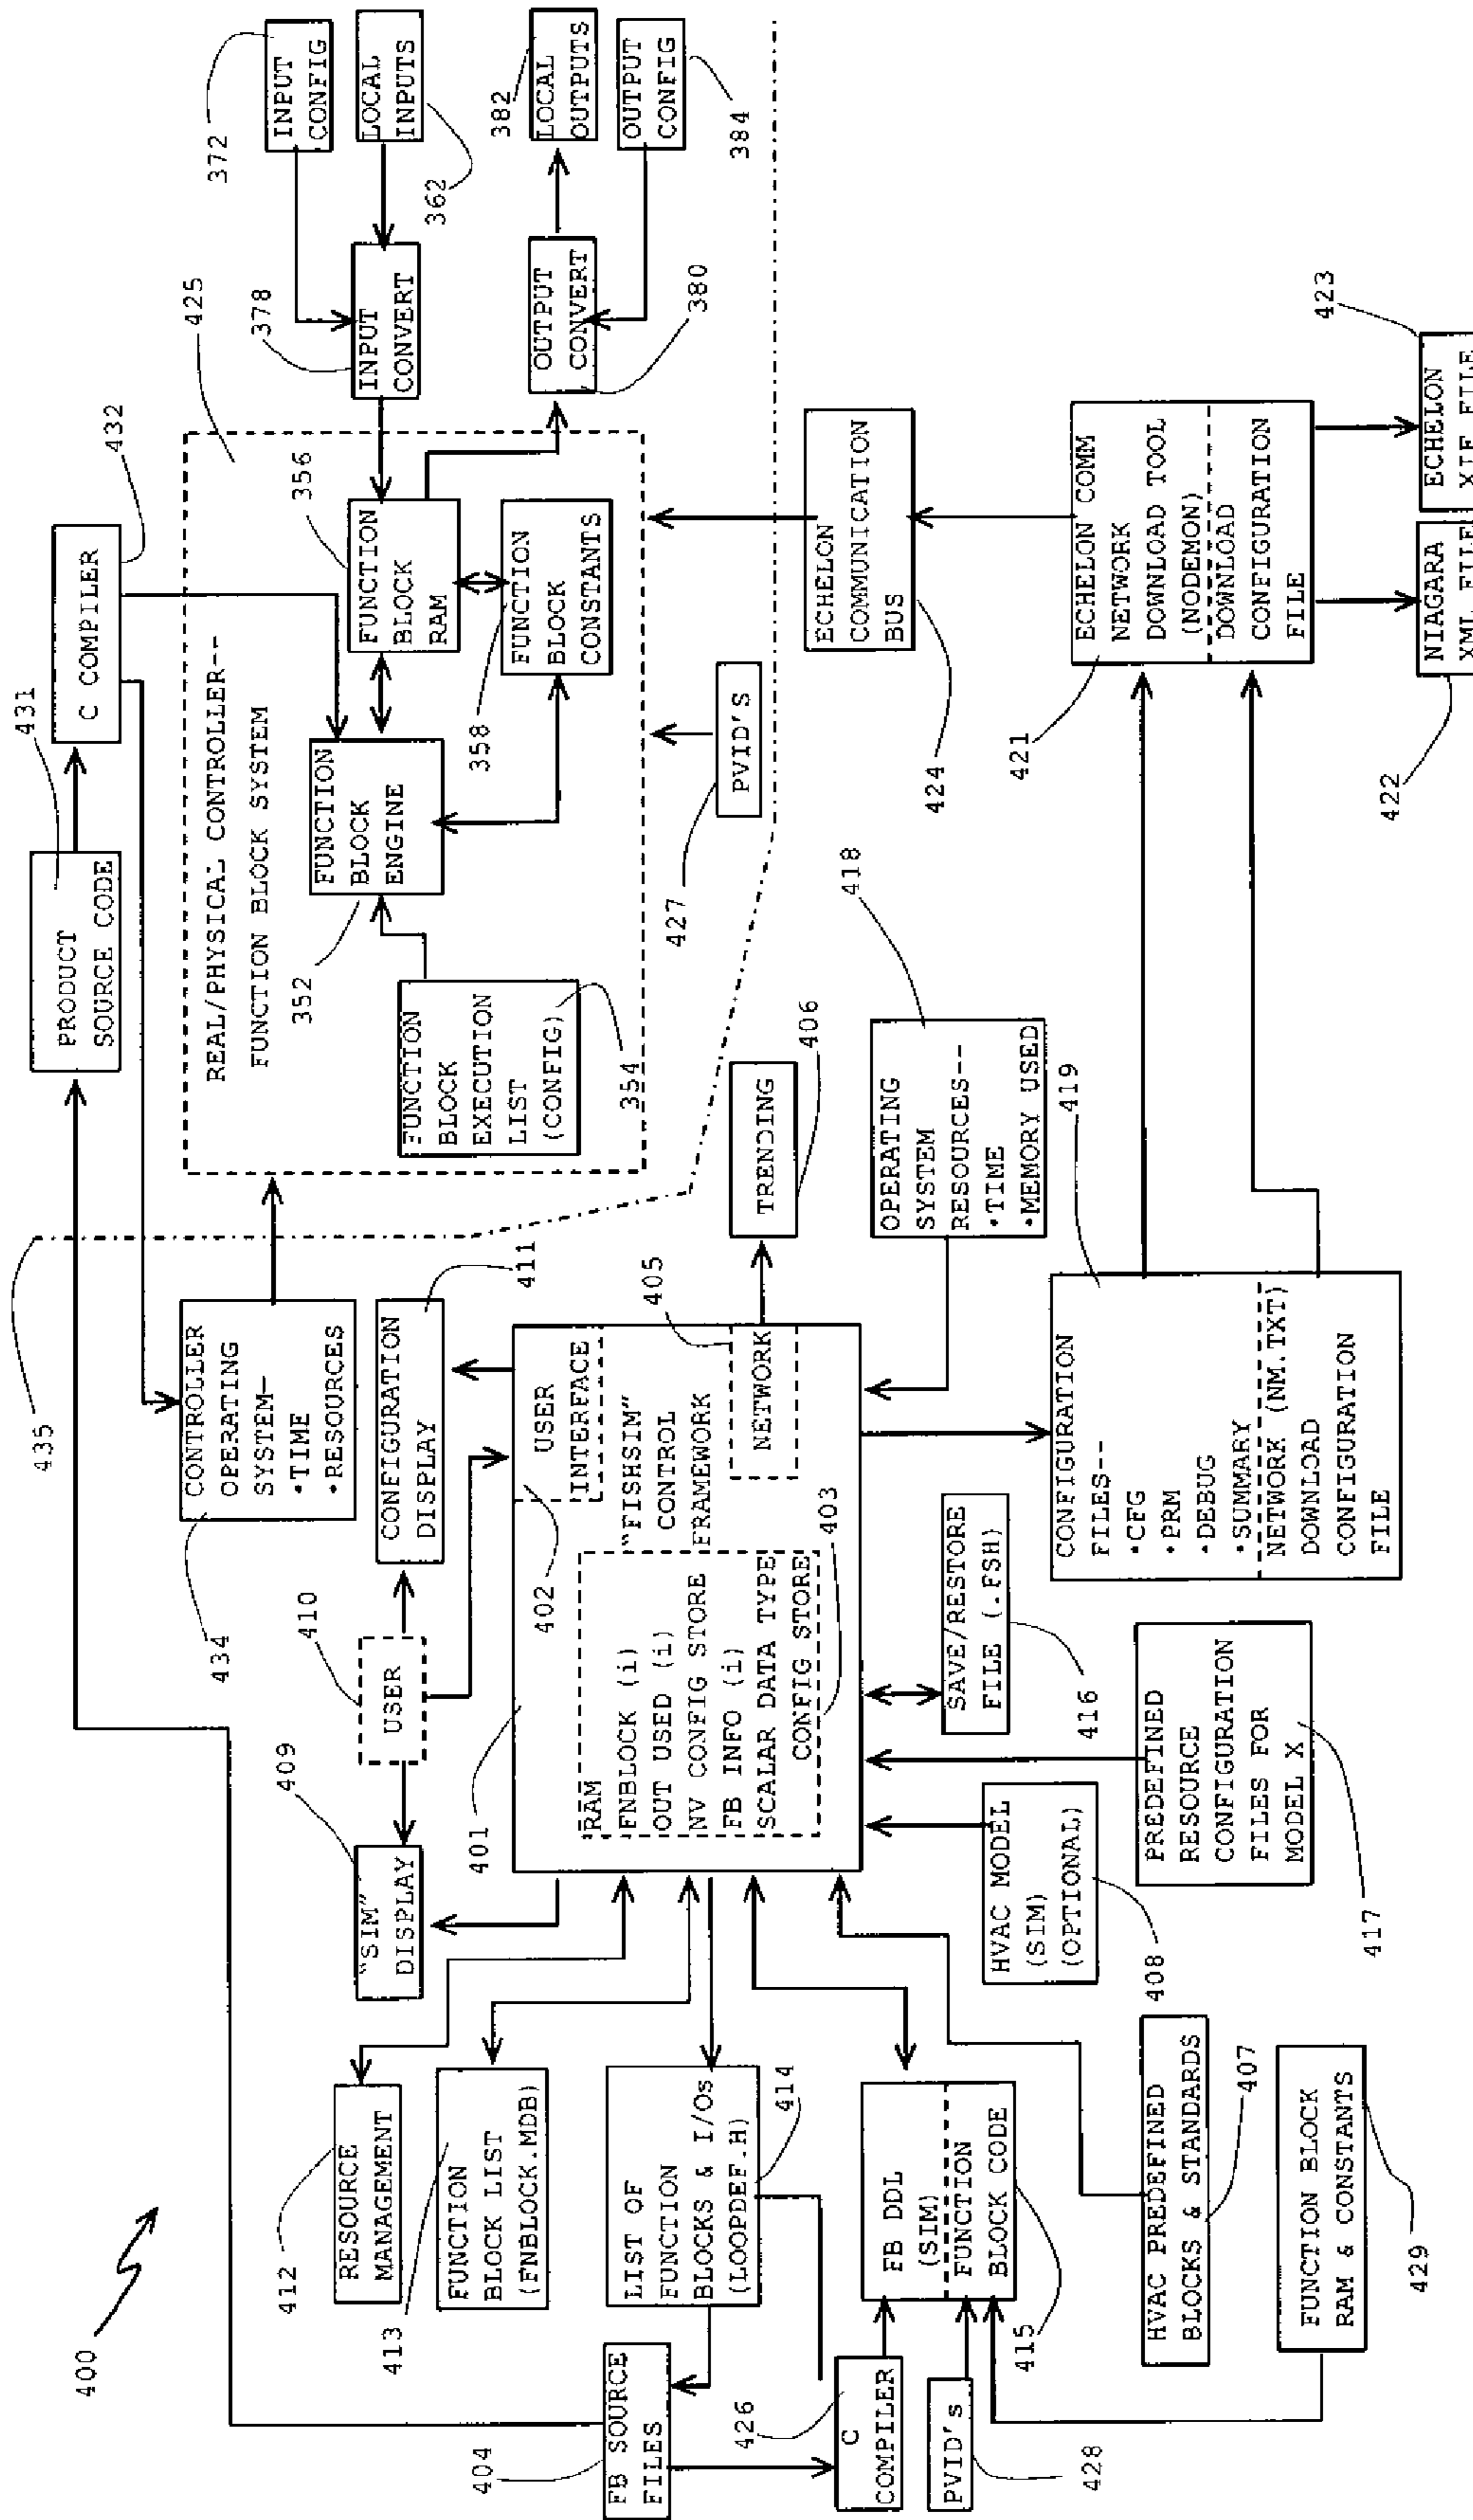 400
435
412
RESOURCE
MANAGEMENT
413
FUNCTION
BLOCK LIST
(FNBLOCK.MDB)
LIST OF
FUNCTION
BLOCKS & I/Os
(LOOPDEF.H)
414
404
FB SOURCE
FILES
426
C
COMPILER
FB DDL
(SIM)
FUNCTION
BLOCK CODE
415
PVID's
428
HVAC PREDEFINED
BLOCKS & STANDARDS
407
FUNCTION BLOCK
RAM & CONSTANTS
429
409
"SIM"
DISPLAY
410
USER
CONFIGURATION
DISPLAY
411
434
CONTROLLER
OPERATING
SYSTEM—
•TIME
•RESOURCES
401
402
USER
INTERFACE
"FISHSIM"
CONTROL
FRAMEWORK
RAM
FNBLOCK (i)
OUT USED (i)
NV CONFIG STORE
FB INFO (i)
SCALAR DATA TYPE
CONFIG STORE
403
405
NETWORK
TRENDING
406
HVAC MODEL
(SIM)
(OPTIONAL)
408
SAVE/RESTORE
FILE (.FSH)
416
PREDEFINED
RESOURCE
CONFIGURATION
FILES FOR
MODEL X
417
OPERATING
SYSTEM
RESOURCES--
•TIME
•MEMORY USED
418
CONFIGURATION
FILES--
•CFG
•PRM
•DEBUG
•SUMMARY
NETWORK (NM.TXT)
DOWNLOAD
CONFIGURATION
FILE
419
PRODUCT
SOURCE CODE
431
C COMPILER
432
REAL/PHYSICAL CONTROLLER--
FUNCTION BLOCK SYSTEM
425
352
FUNCTION
BLOCK
ENGINE
FUNCTION
BLOCK
EXECUTION
LIST
(CONFIG)
354
356
FUNCTION
BLOCK
RAM
358
FUNCTION
BLOCK
CONSTANTS
PVID'S
427
378
INPUT
CONVERT
372
INPUT
CONFIG
LOCAL
INPUTS
362
OUTPUT
CONVERT
380
382
LOCAL
OUTPUTS
OUTPUT
CONFIG
384
ECHELON
COMMUNICATION
BUS
424
421
ECHELON COMM
NETWORK
DOWNLOAD TOOL
(NODEMON)
DOWNLOAD
CONFIGURATION
FILE
NIAGARA
XML FILE
422
ECHELON
XIF FILE
423